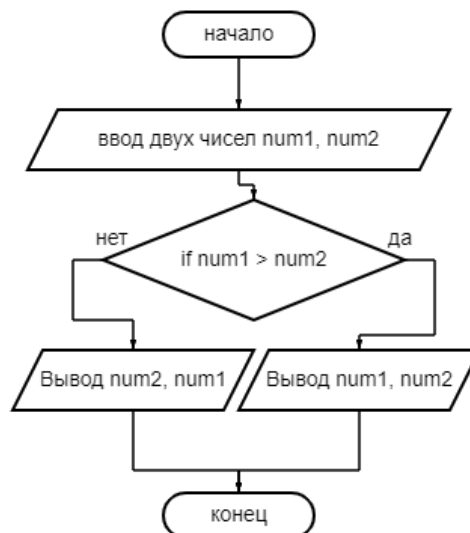 начало
ввод двух чисел num1, num2
нет
да
if num1 > num2
Вывод num2, num1
Вывод num1, num2
конец